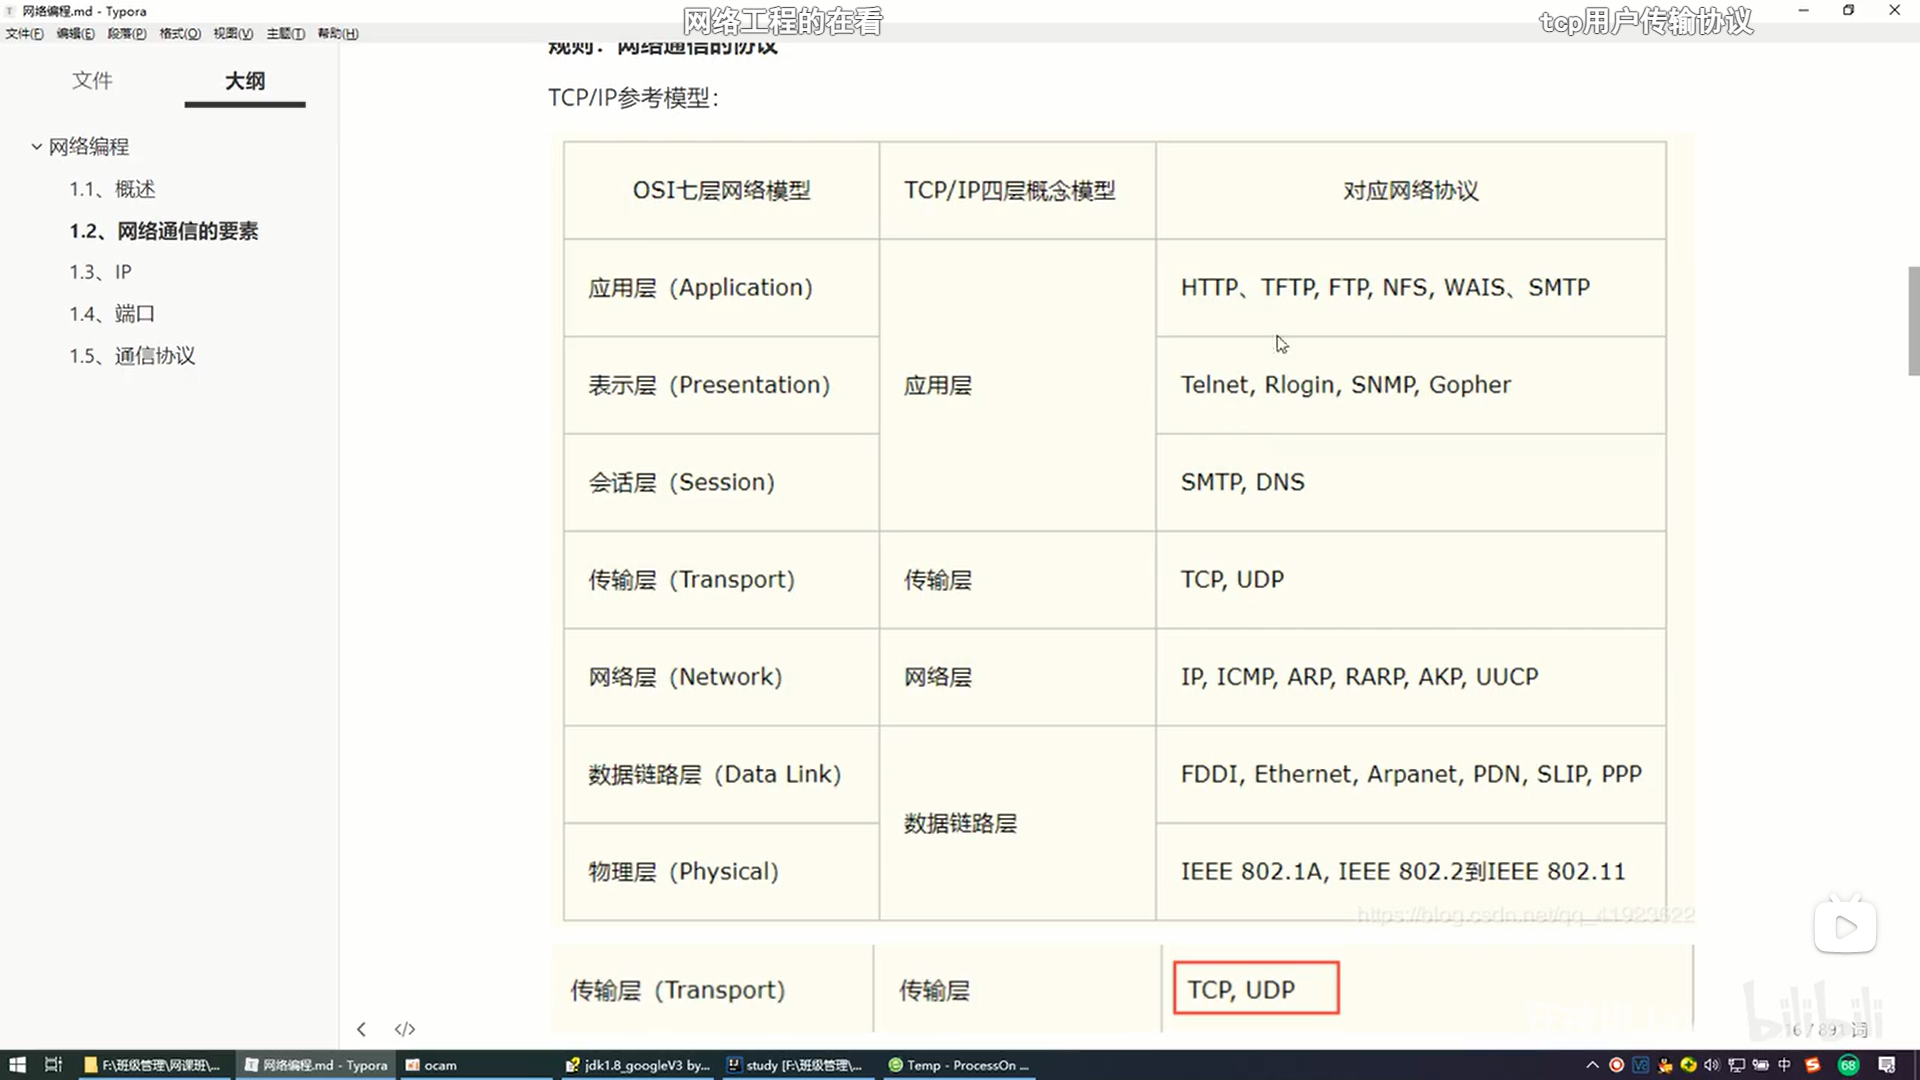 网络编程.md - Typora
网络工程的在看
tcp用户传输协议
文件(F) 编辑(E) 段落(P) 格式(O) 视图(V) 主题(T) 帮助(H)
文件 大纲
网络编程
1.1、概述
1.2、网络通信的要素
1.3、IP
1.4、端口
1.5、通信协议
规则：网络通信的协议
TCP/IP参考模型：
OSI七层网络模型 TCP/IP四层概念模型 对应网络协议
应用层（Application） HTTP、TFTP, FTP, NFS, WAIS、SMTP
表示层（Presentation） 应用层 Telnet, Rlogin, SNMP, Gopher
会话层（Session） SMTP, DNS
传输层（Transport） 传输层 TCP, UDP
网络层（Network） 网络层 IP, ICMP, ARP, RARP, AKP, UUCP
数据链路层（Data Link） FDDI, Ethernet, Arpanet, PDN, SLIP, PPP
数据链路层
物理层（Physical） IEEE 802.1A, IEEE 802.2到IEEE 802.11
https://blog.csdn.net/qq_41923622
传输层（Transport） 传输层 TCP, UDP
</> bilibili
16 / 891 词
F:\班级管理\网课班\... 网络编程.md - Typora ocam jdk1.8_googleV3 by... study [F:\班级管理\... Temp - ProcessOn ... 中 68